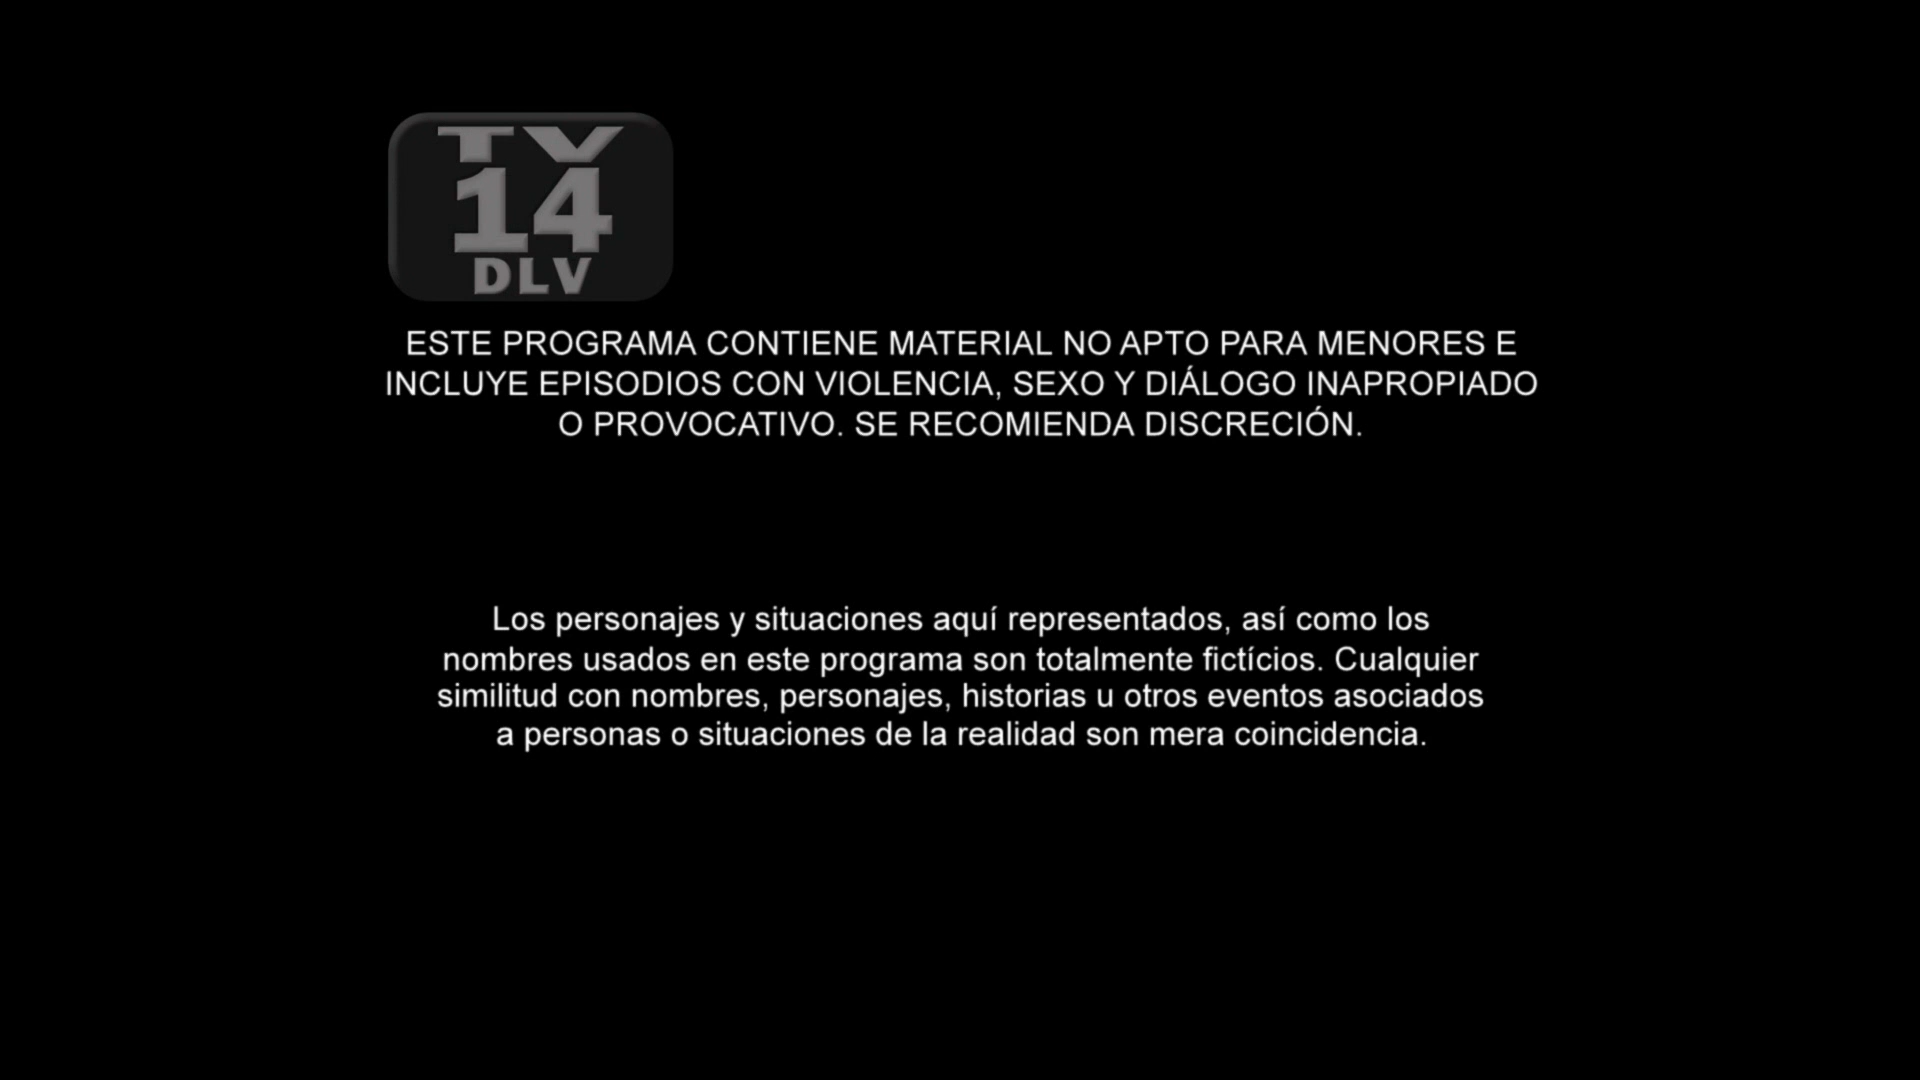 TV
14
DLV
ESTE PROGRAMA CONTIENE MATERIAL NO APTO PARA MENORES E
INCLUYE EPISODIOS CON VIOLENCIA, SEXO Y DIÁLOGO INAPROPIADO
O PROVOCATIVO. SE RECOMIENDA DISCRECIÓN.
Los personajes y situaciones aquí representados, así como los
nombres usados en este programa son totalmente fictícios. Cualquier
similitud con nombres, personajes, historias u otros eventos asociados
a personas o situaciones de la realidad son mera coincidencia.